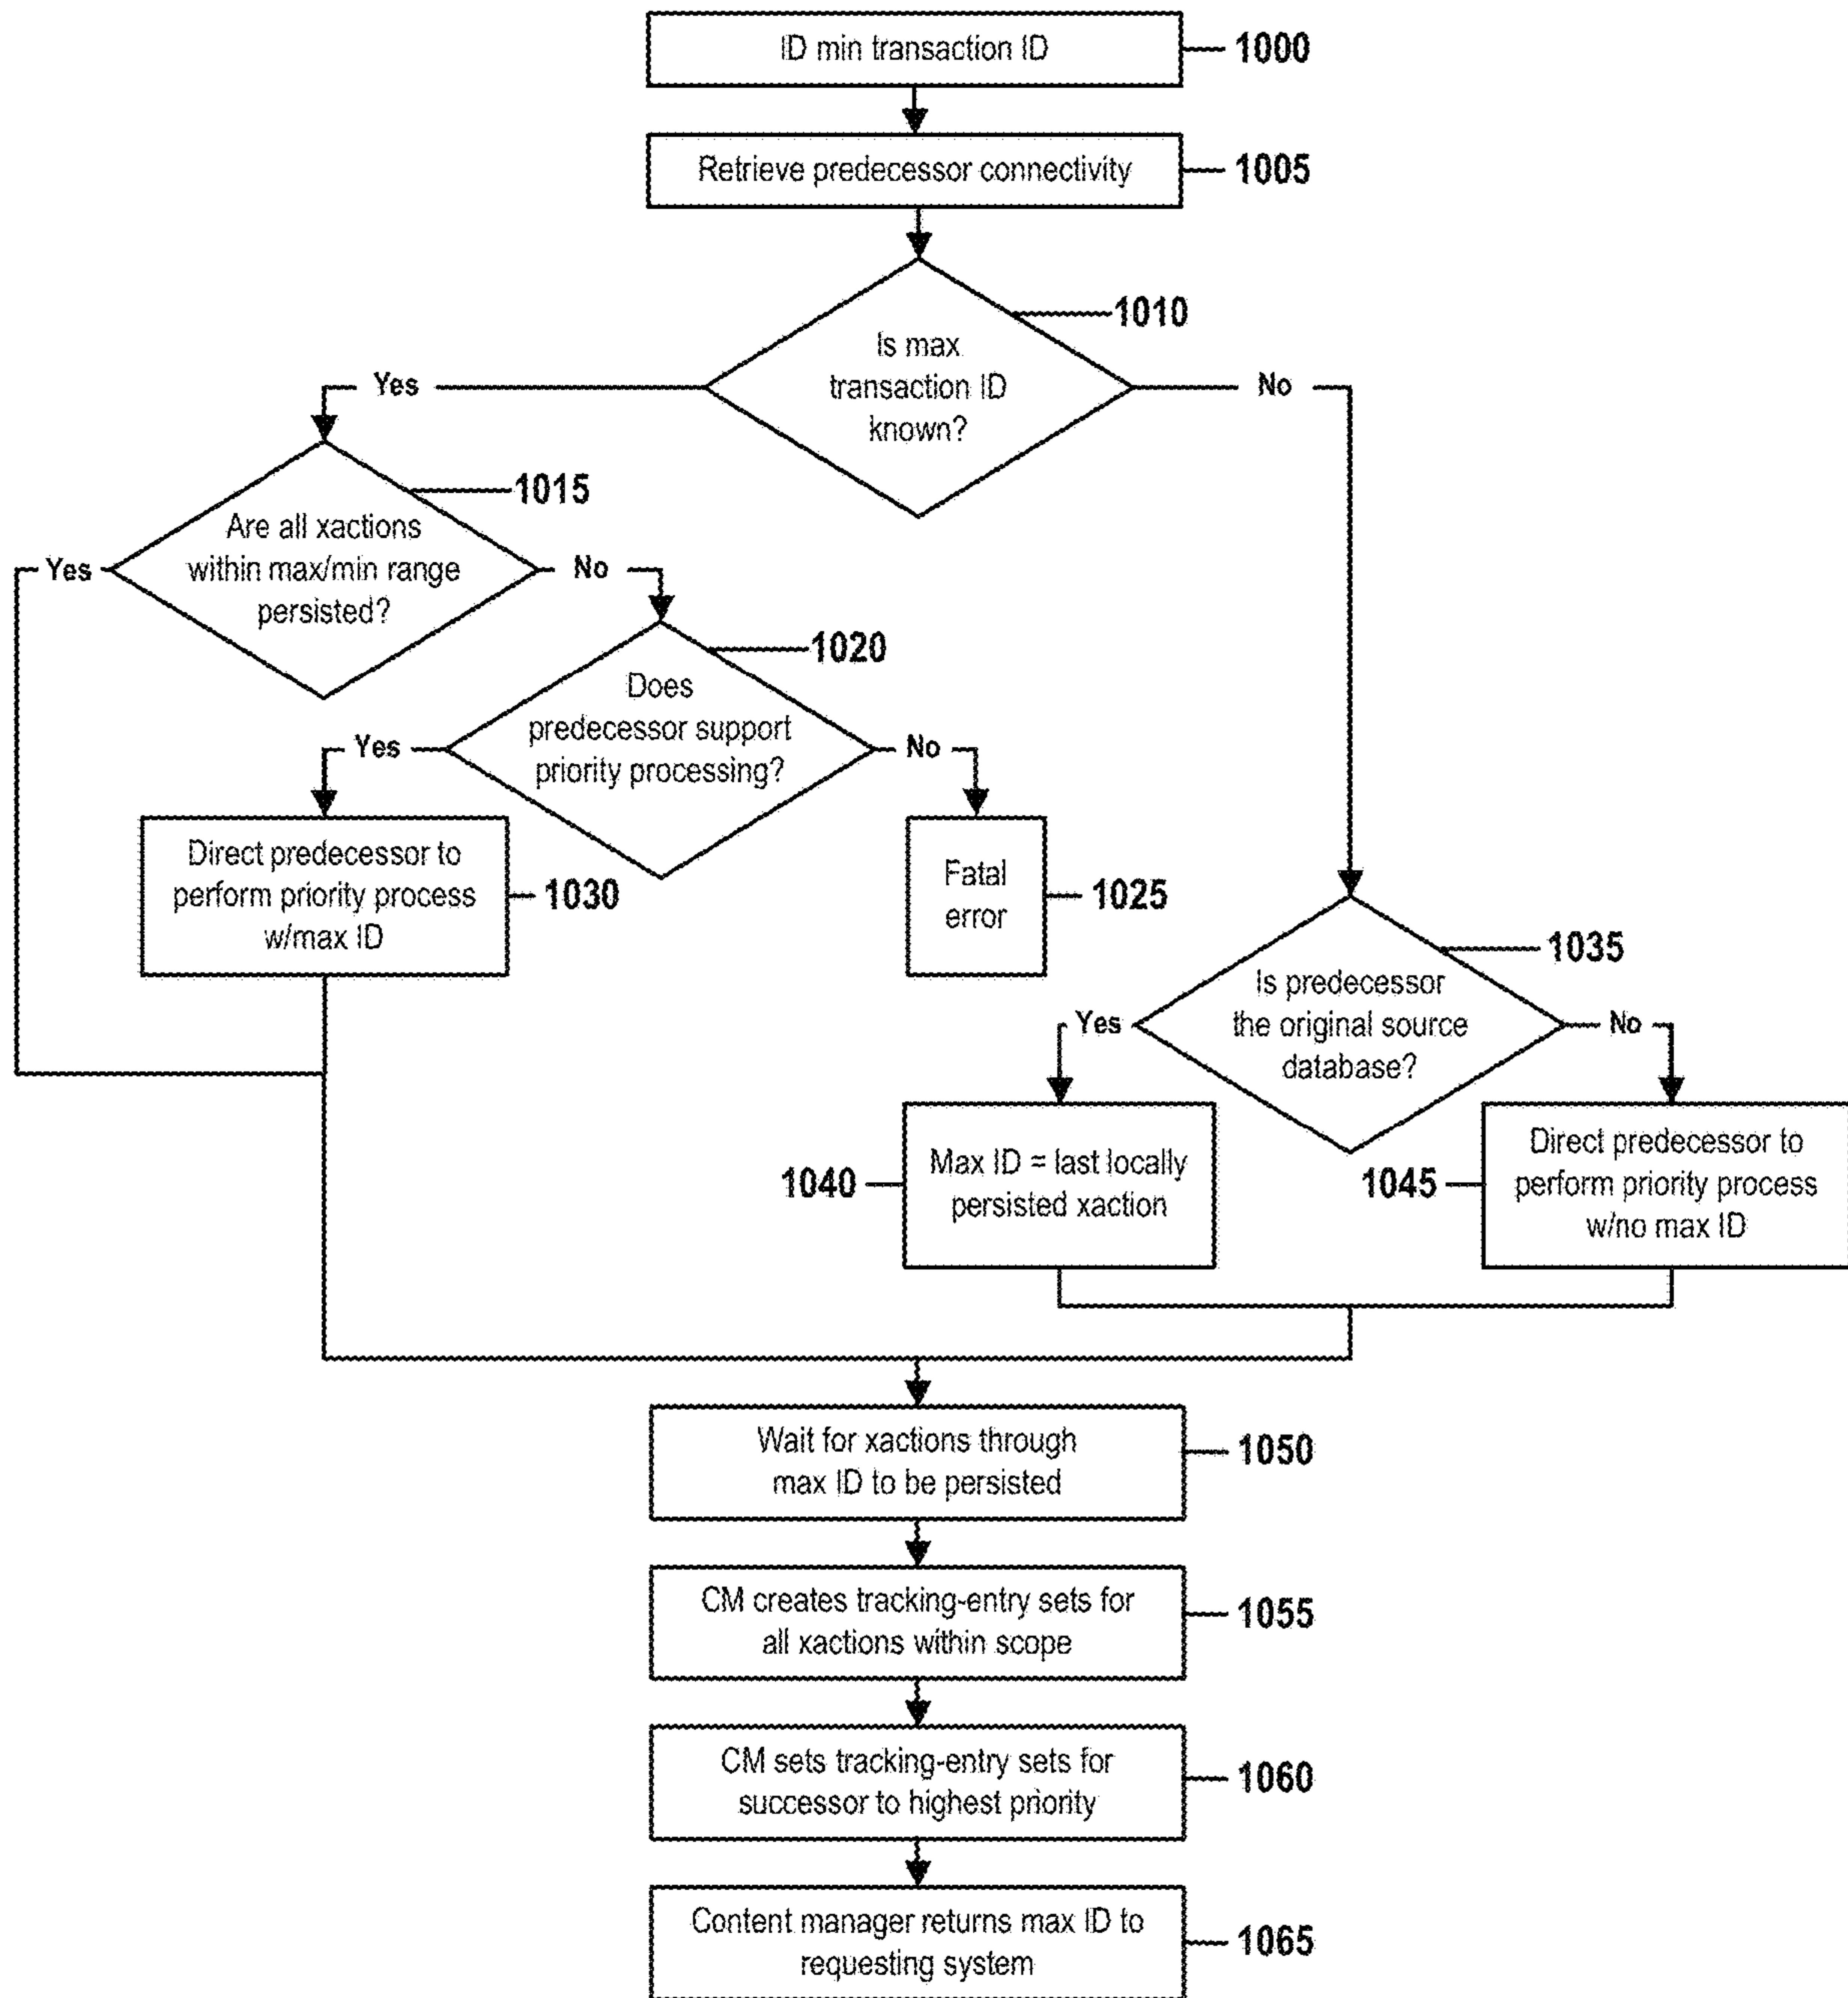 ID min transaction ID
1000
Retrieve predecessor connectivity
1005
1010
Is max
transaction ID
known?
Yes
No
1015
Are all xactions
within max/min range
persisted?
Yes
No
1020
Does
predecessor support
priority processing?
Yes
No
Direct predecessor to
perform priority process
w/max ID
1030
Fatal
error
1025
1035
Is predecessor
the original source
database?
Yes
No
1040
Max ID = last locally
persisted xaction
1045
Direct predecessor to
perform priority process
w/no max ID
Wait for xactions through
max ID to be persisted
1050
CM creates tracking-entry sets for
all xactions within scope
1055
CM sets tracking-entry sets for
successor to highest priority
1060
Content manager returns max ID to
requesting system
1065